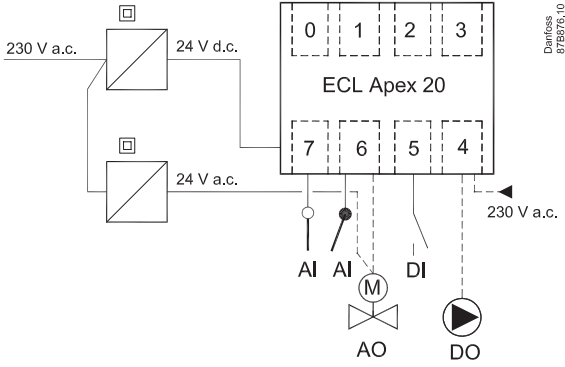 230 V a.c.
24 V d.c.
0 1 2 3
ECL Apex 20
7 6 5 4
24 V a.c.
230 V a.c.
AI AI DI
M
AO DO
Danfoss
87B876.10